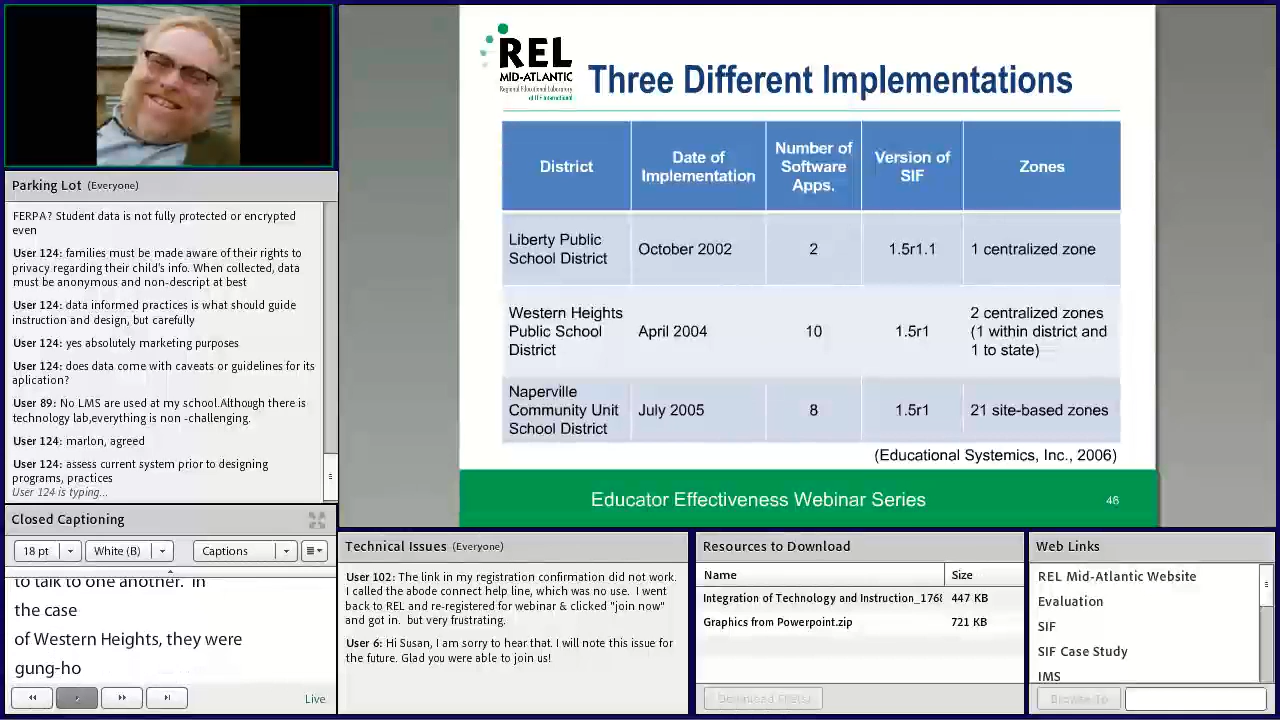 Parking Lot (Everyone)
FERPA? Student data is not fully protected or encrypted
even
User 124: families must be made aware of their rights to
privacy regarding their child's info. When collected, data
must be anonymous and non-descript at best
User 124: data informed practices is what should guide
instruction and design, but carefully
User 124: yes absolutely marketing purposes
User 124: does data come with caveats or guidelines for its
aplication?
User 89: No LMS are used at my school.Although there is
technology lab,everything is non -challenging.
User 124: marlon, agreed
User 124: assess current system prior to designing
programs, practices
User 124 is typing...
Closed Captioning
18 pt White (B) Captions
to talk to one another. In
the case
of Western Heights, they were
gung-ho
Live
REL
MID-ATLANTIC
Regional Educational Laboratory
at ICF International
Three Different Implementations
District Date of Implementation Number of Software Apps. Version of SIF Zones
Liberty Public School District October 2002 2 1.5r1.1 1 centralized zone
Western Heights Public School District April 2004 10 1.5r1 2 centralized zones (1 within district and 1 to state)
Naperville Community Unit School District July 2005 8 1.5r1 21 site-based zones
(Educational Systemics, Inc., 2006)
Educator Effectiveness Webinar Series 46
Technical Issues (Everyone)
User 102: The link in my registration confirmation did not work.
I called the abode connect help line, which was no use. I went
back to REL and re-registered for webinar & clicked "join now"
and got in. but very frustrating.
User 6: Hi Susan, I am sorry to hear that. I will note this issue for
the future. Glad you were able to join us!
Resources to Download
Name Size
Integration of Technology and Instruction_176 447 KB
Graphics from Powerpoint.zip 721 KB
Download File(s)
Web Links
REL Mid-Atlantic Website
Evaluation
SIF
SIF Case Study
IMS
Browse To